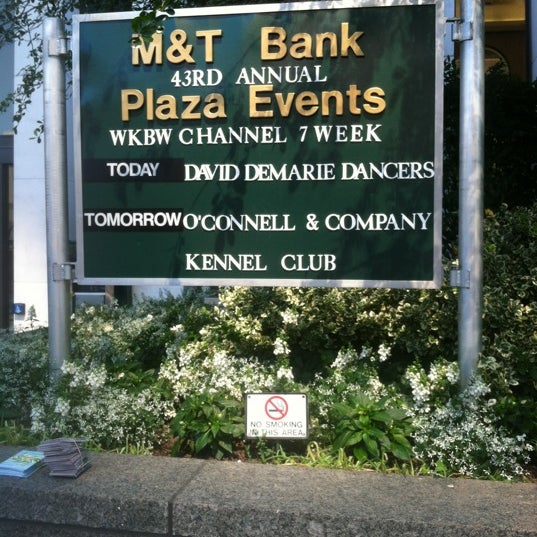 M&T Bank
43RD ANNUAL
Plaza Events
WKBW CHANNEL 7 WEEK
TODAY DAVID DEMARIE DANCERS
TOMORROW O'CONNELL & COMPANY
KENNEL CLUB
NO SMOKING
IN THIS AREA